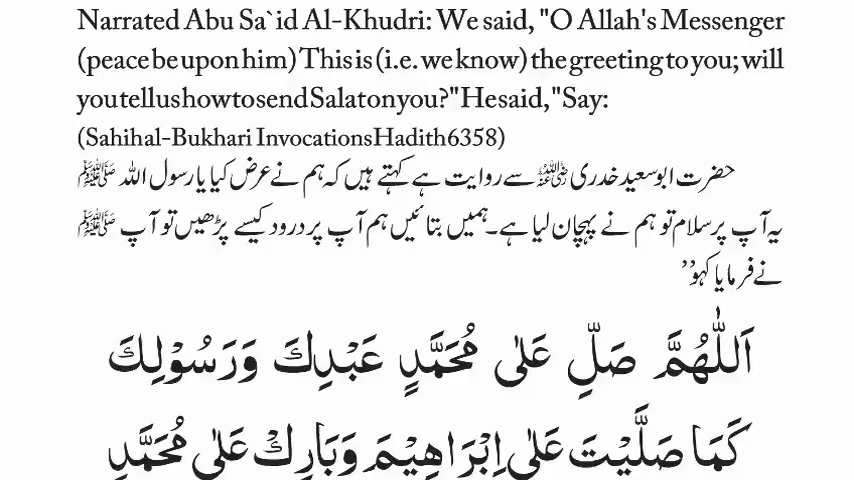 Narrated Abu Sa`id Al-Khudri: We said, "O Allah's Messenger
(peace be upon him) This is (i.e. we know) the greeting to you; will
you tell us how to send Salat on you?" He said, "Say:
(Sahihal-Bukhari Invocations Hadith 6358)
حضرت ابوسعید خدری رضی اللہ عنہ سے روایت ہے کہتے ہیں کہ ہم نے عرض کیا یا رسول اللہ ﷺ
یہ آپ پر سلام تو ہم نے پہچان لیا ہے۔ ہمیں بتائیں ہم آپ پر درود کیسے پڑھیں تو آپ ﷺ
نے فرمایا کہو’’
اَللّٰهُمَّ صَلِّ عَلٰى مُحَمَّدٍ عَبْدِكَ وَرَسُوْلِكَ
كَمَا صَلَّيْتَ عَلٰى اِبْرَاهِيْمَ وَبَارِكْ عَلٰى مُحَمَّدٍ